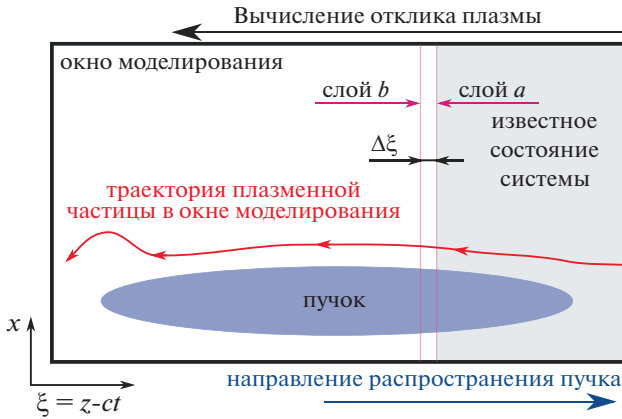 Вычисление отклика плазмы
окно моделирования
слой b
слой a
известное
состояние
системы
Δξ
траектория плазменной
частицы в окне моделирования
пучок
x
ξ = z-ct
направление распространения пучка